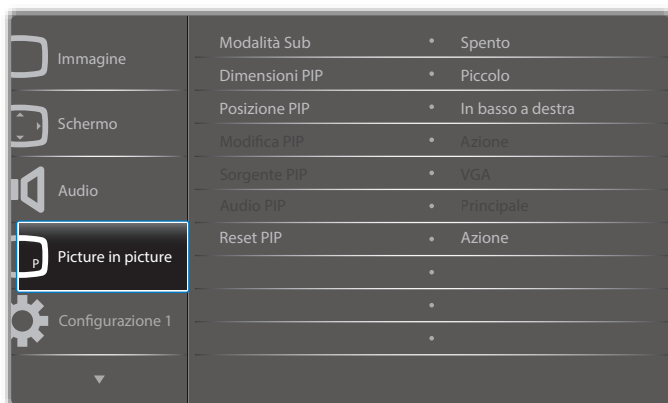 Immagine
Schermo
Audio
P
Picture in picture
Configurazione 1
Modalità Sub • Spento
Dimensioni PIP • Piccolo
Posizione PIP • In basso a destra
Modifica PIP • Azione
Sorgente PIP • VGA
Audio PIP • Principale
Reset PIP • Azione
•
•
•